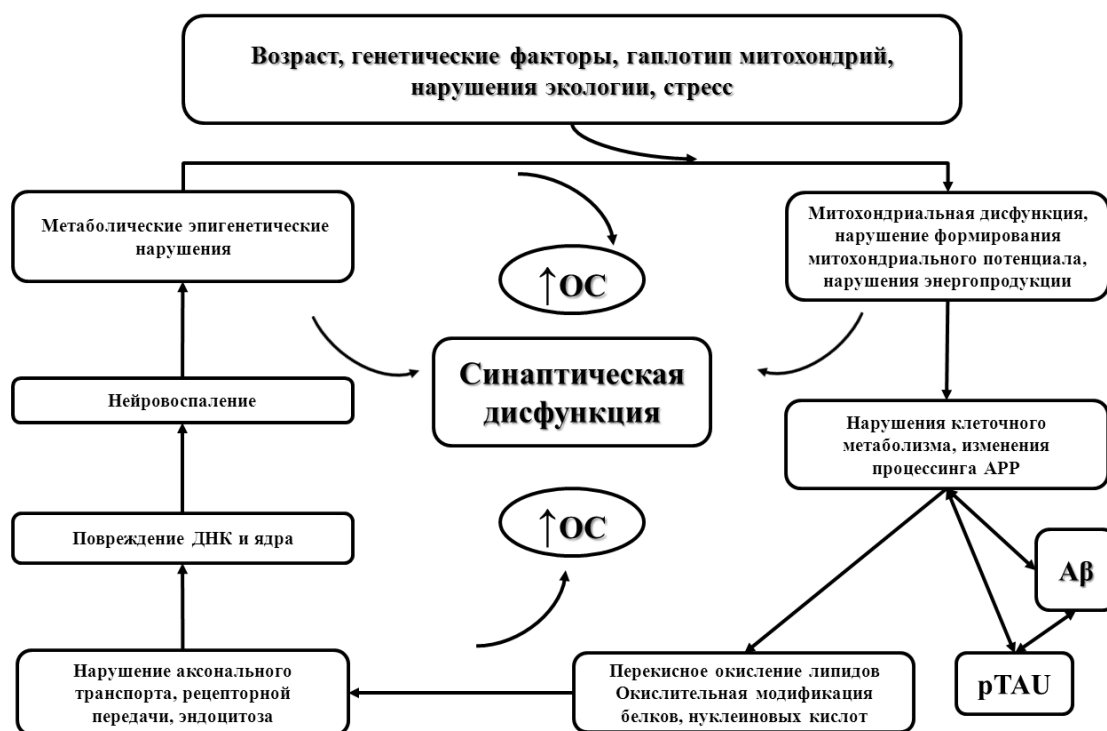 Возраст, генетические факторы, гаплотип митохондрий,
нарушения экологии, стресс
Метаболические эпигенетические
нарушения
Митохондриальная дисфункция,
нарушение формирования
митохондриального потенциала,
нарушения энергопродукции
↑ОС
Синаптическая
дисфункция
Нейровоспаление
Нарушения клеточного
метаболизма, изменения
процессинга АРР
↑ОС
Повреждение ДНК и ядра
Aβ
Нарушение аксонального
транспорта, рецепторной
передачи, эндоцитоза
Перекисное окисление липидов
Окислительная модификация
белков, нуклеиновых кислот
pTAU